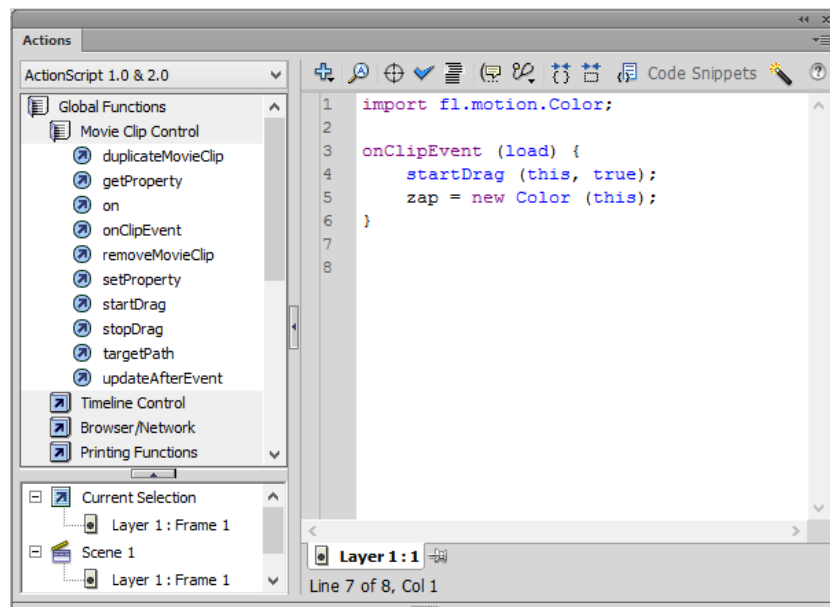 Actions
ActionScript 1.0 & 2.0
Global Functions
Movie Clip Control
duplicateMovieClip
getProperty
on
onClipEvent
removeMovieClip
setProperty
startDrag
stopDrag
targetPath
updateAfterEvent
Timeline Control
Browser/Network
Printing Functions
Current Selection
Layer 1 : Frame 1
Scene 1
Layer 1 : Frame 1
Code Snippets
1 import fl.motion.Color;
2
3 onClipEvent (load) {
4 startDrag (this, true);
5 zap = new Color (this);
6 }
7
8
Layer 1 : 1
Line 7 of 8, Col 1